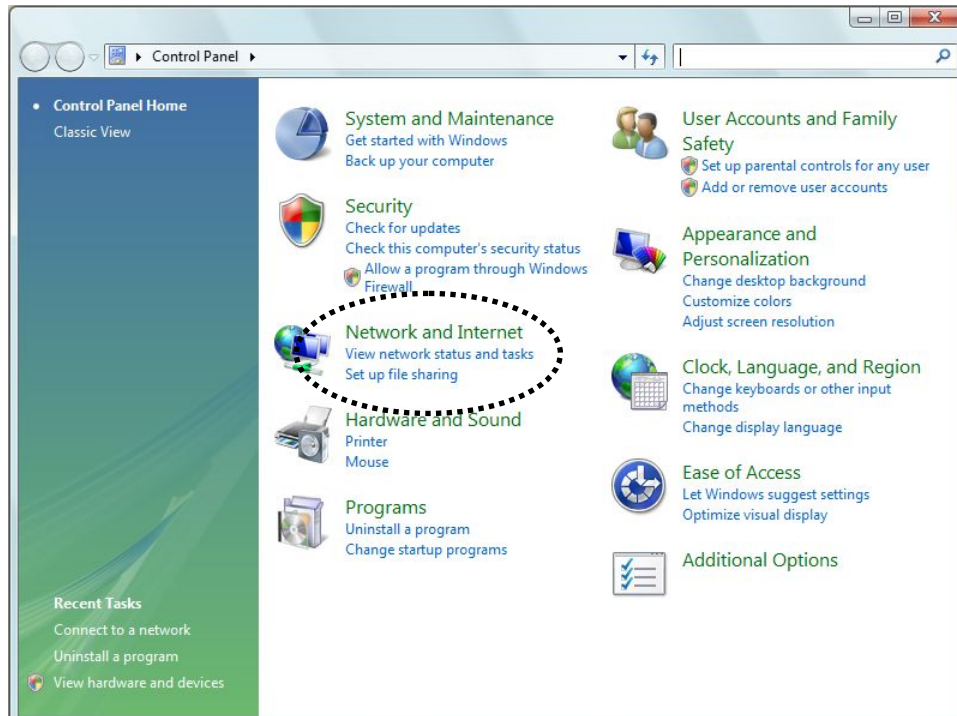 Control Panel
Control Panel Home
Classic View
System and Maintenance
Get started with Windows
Back up your computer
Security
Check for updates
Check this computer's security status
Allow a program through Windows
Firewall
Network and Internet
View network status and tasks
Set up file sharing
Hardware and Sound
Printer
Mouse
Programs
Uninstall a program
Change startup programs
User Accounts and Family
Safety
Set up parental controls for any user
Add or remove user accounts
Appearance and
Personalization
Change desktop background
Customize colors
Adjust screen resolution
Clock, Language, and Region
Change keyboards or other input
methods
Change display language
Ease of Access
Let Windows suggest settings
Optimize visual display
Additional Options
Recent Tasks
Connect to a network
Uninstall a program
View hardware and devices